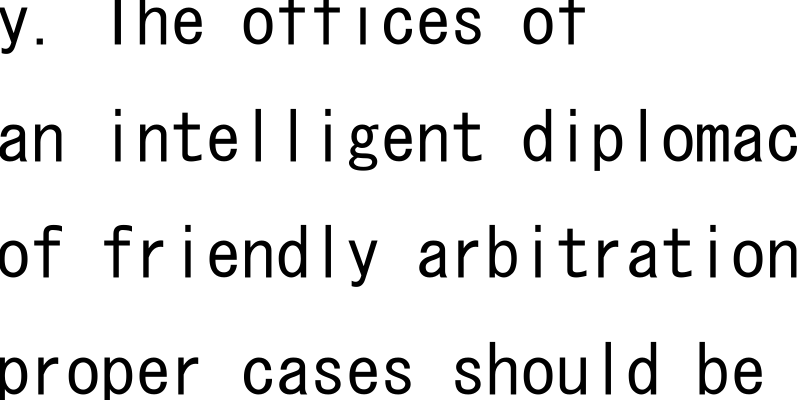 y. The offices of
an intelligent diplomac
of friendly arbitration
proper cases should be